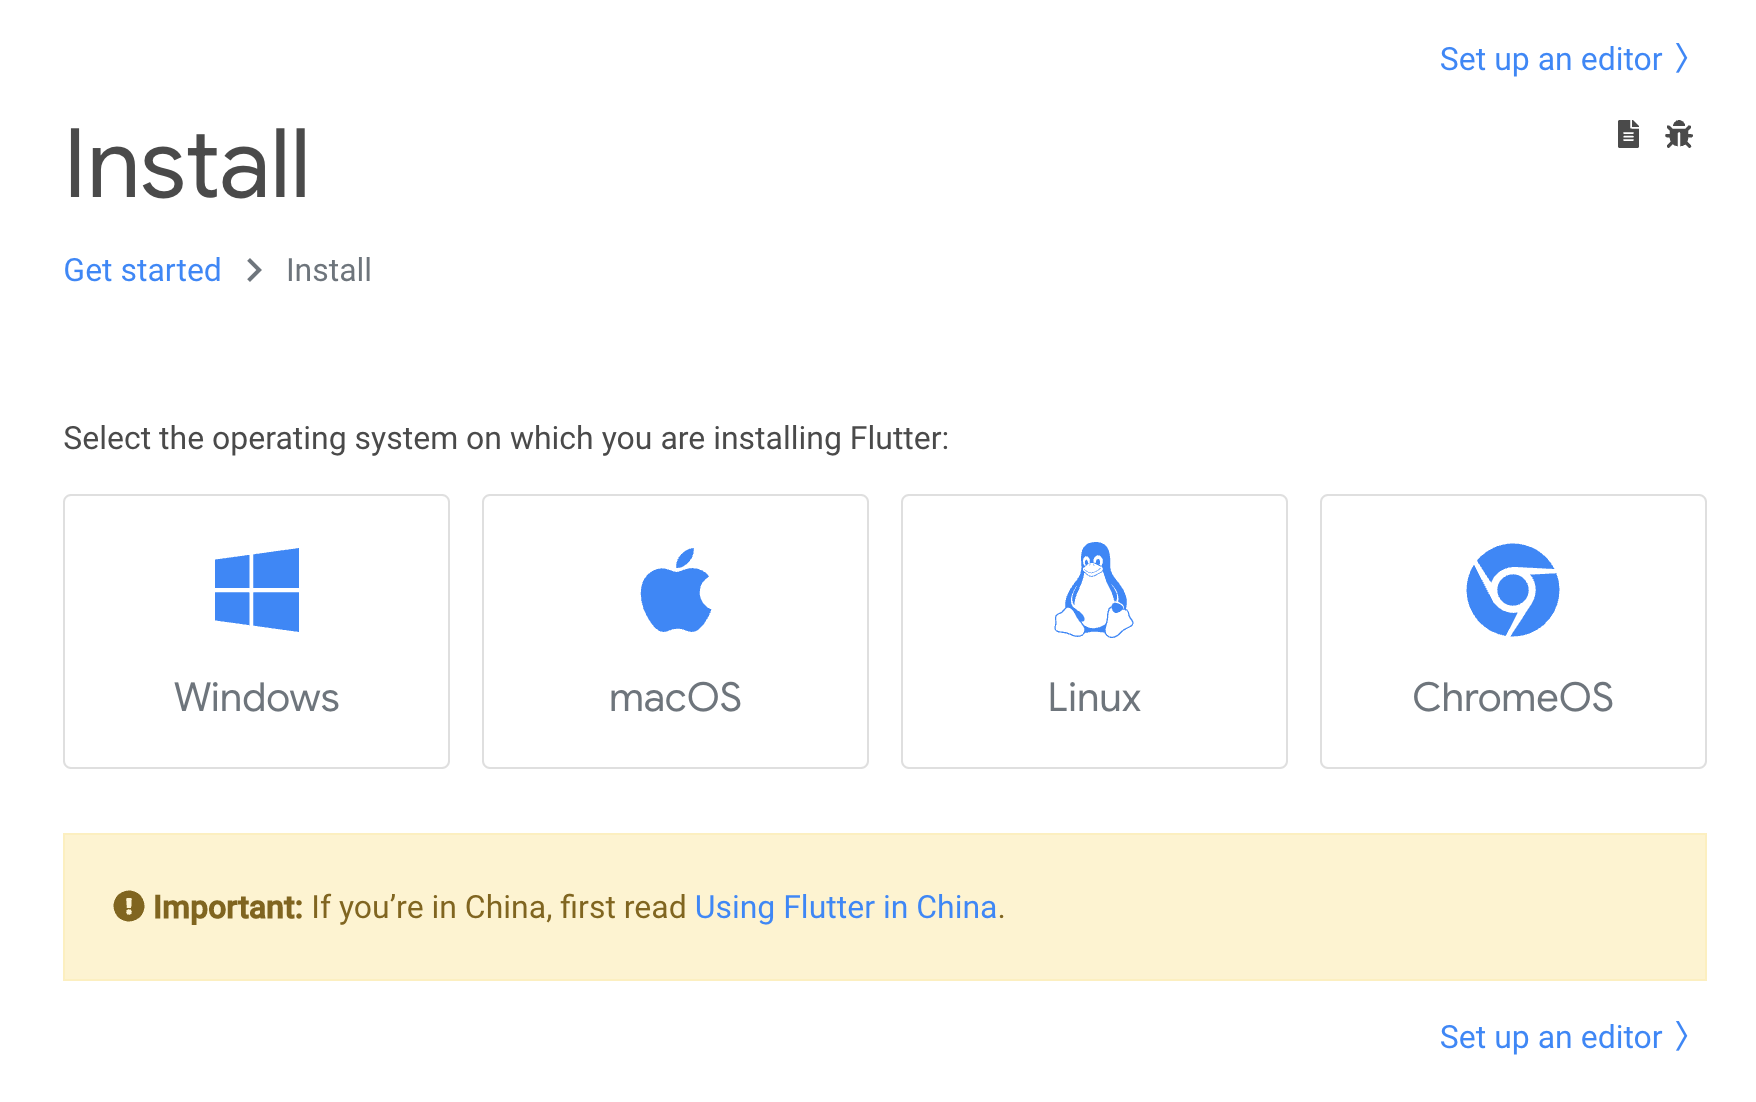 Set up an editor
Install
Get started > Install
Select the operating system on which you are installing Flutter:
Windows
macOS
Linux
ChromeOS
Important: If you’re in China, first read Using Flutter in China.
Set up an editor